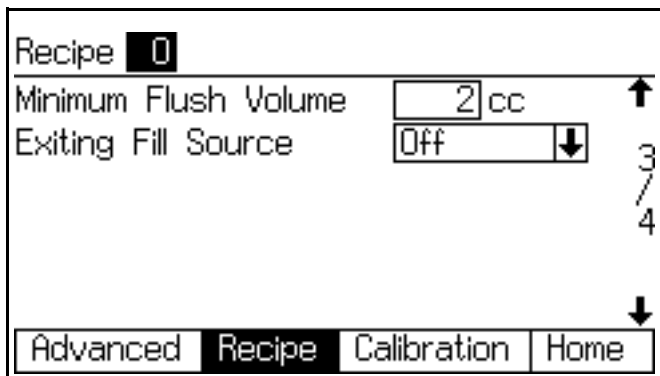 Recipe 0
Minimum Flush Volume 2 cc
Exiting Fill Source Off
3
/
4
Advanced Recipe Calibration Home